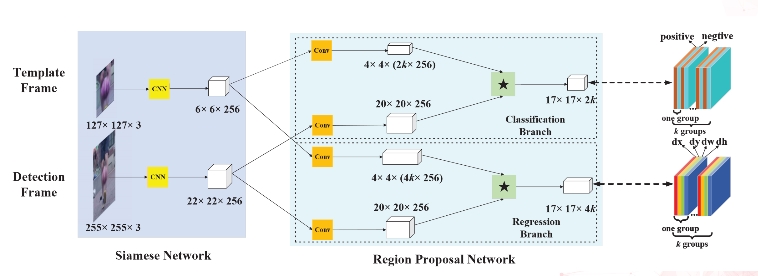 Template
Frame
127× 127× 3
CNN
6× 6× 256
Detection
Frame
255× 255× 3
CNN
22× 22× 256
Siamese Network
Conv
4× 4× (2k × 256)
20× 20× 256
Conv
★
17× 17× 2k
Classification
Branch
Conv
4× 4× (4k× 256)
20× 20× 256
Conv
★
17× 17× 4k
Regression
Branch
Region Proposal Network
positive
negtive
...
one group
k groups
dx dy dw dh
...
one group
k groups